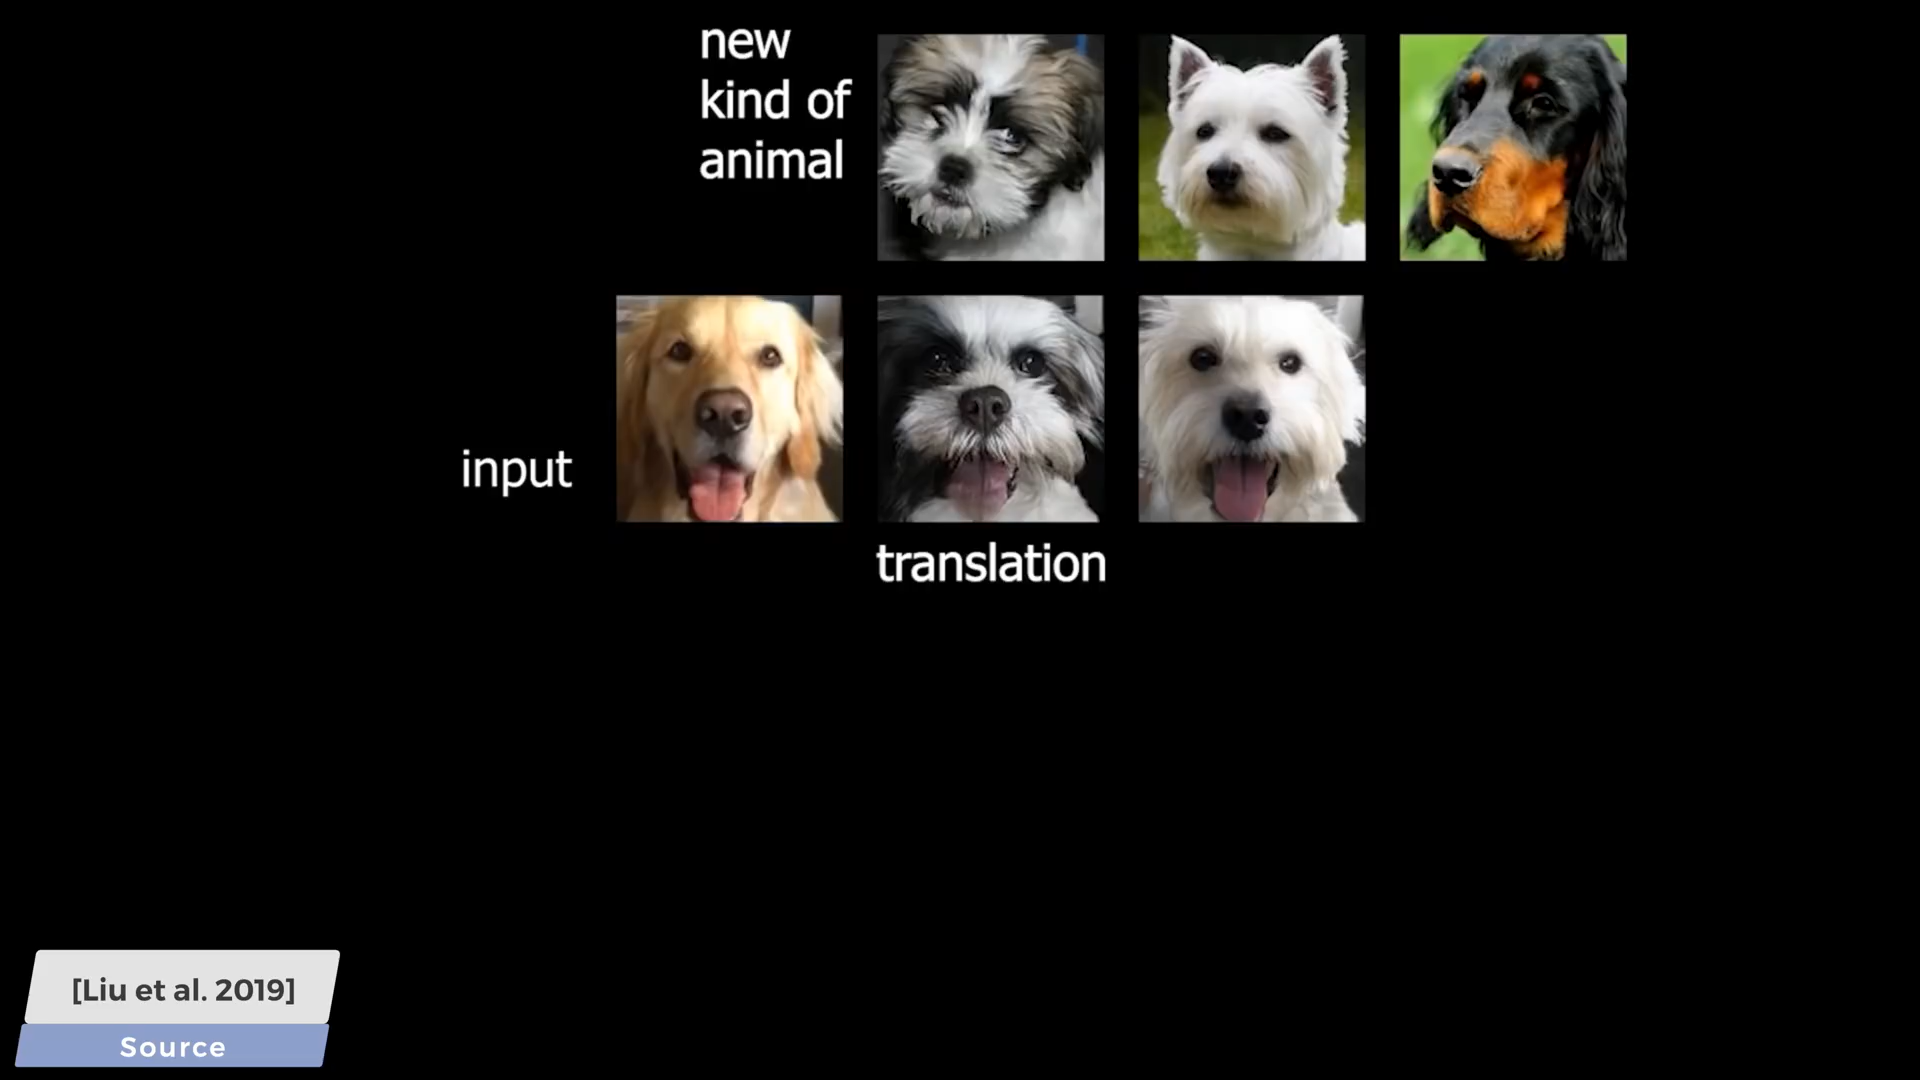 new
kind of
animal
input
translation
[Liu et al. 2019]
Source